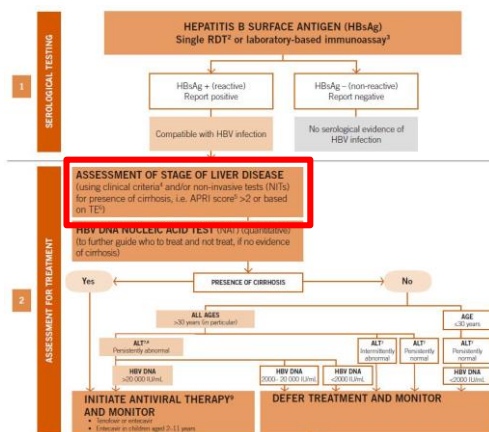 HEPATITIS B SURFACE ANTIGEN (HBsAg)
Single RDT² or laboratory-based immunoassay³
1
SEROLOGICAL TESTING
HBsAg + (reactive)
Report positive
HBsAg – (non-reactive)
Report negative
Compatible with HBV infection
No serological evidence of
HBV infection
2
ASSESSMENT FOR TREATMENT
ASSESSMENT OF STAGE OF LIVER DISEASE
(using clinical criteria⁴ and/or non-invasive tests (NITs)
for presence of cirrhosis, i.e. APRI score⁵ >2 or based
on TE⁶)
HBV DNA NUCLEIC ACID TEST (NAT) (quantitative)
(to further guide who to treat and not treat, if no evidence
of cirrhosis)
Yes
PRESENCE OF CIRRHOSIS
No
ALL AGES
>30 years (in particular)
AGE
≤30 years
ALT⁷,⁸
Persistently abnormal
ALT⁷
Intermittently
abnormal
ALT⁷
Persistently
normal
ALT⁷
Persistently
normal
HBV DNA
>20 000 IU/mL
HBV DNA
2000– 20 000 IU/mL
HBV DNA
<2000 IU/mL
HBV DNA
<2000 IU/mL
INITIATE ANTIVIRAL THERAPY⁹
AND MONITOR
• Tenofovir or entecavir
• Entecavir in children aged 2–11 years
DEFER TREATMENT AND MONITOR